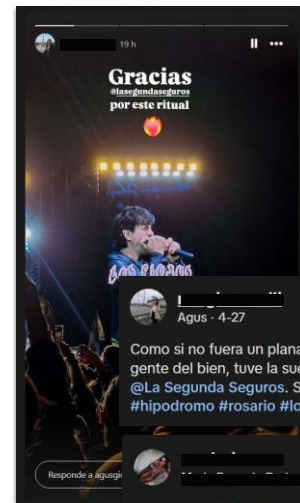 19 h
Gracias
@lasegundaseguros
por este ritual
Agus · 4-27
Como si no fuera un plana
gente del bien, tuve la sue
@La Segunda Seguros. S
#hipodromo #rosario #lo
Responde a agusgio